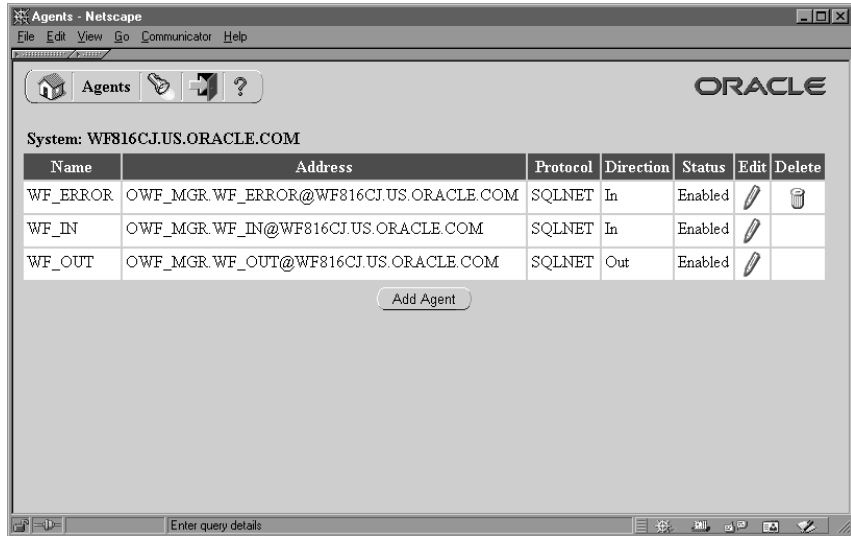 Agents - Netscape
File Edit View Go Communicator Help
Agents ?
ORACLE
System: WF816CJ.US.ORACLE.COM
Name Address Protocol Direction Status Edit Delete
WF_ERROR OWF_MGR.WF_ERROR@WF816CJ.US.ORACLE.COM SQLNET In Enabled
WF_IN OWF_MGR.WF_IN@WF816CJ.US.ORACLE.COM SQLNET In Enabled
WF_OUT OWF_MGR.WF_OUT@WF816CJ.US.ORACLE.COM SQLNET Out Enabled
Add Agent
Enter query details